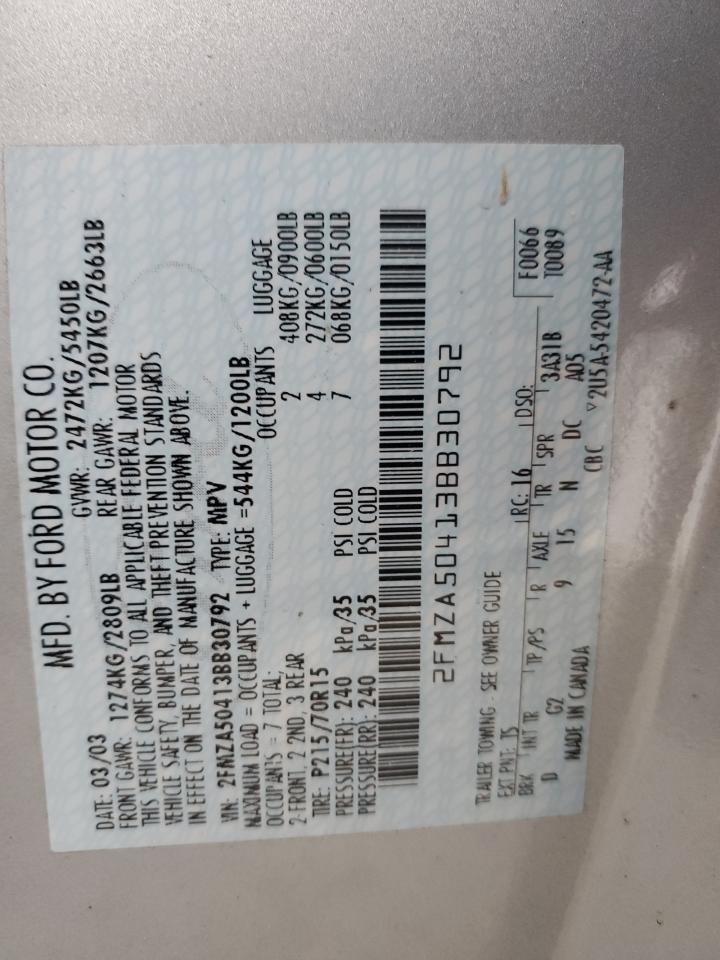 MFD. BY FORD MOTOR CO.
DATE: 03/03 GVWR: 2472KG/5450LB
FRONT GAWR: 1274KG/2809LB REAR GAWR: 1207KG/2663LB
THIS VEHICLE CONFORMS TO ALL APPLICABLE FEDERAL MOTOR
VEHICLE SAFETY, BUMPER, AND THEFT PREVENTION STANDARDS
IN EFFECT ON THE DATE OF MANUFACTURE SHOWN ABOVE.
VIN: 2FMZA50413BB30792 TYPE: MPV
MAXIMUM LOAD = OCCUPANTS + LUGGAGE =544KG/1200LB
OCCUPANTS = 7 TOTAL: OCCUPANTS LUGGAGE
2-FRONT, 2 2ND, 3 REAR 2 408KG/0900LB
TIRE: P215/70R15 4 272KG/0600LB
PRESSURE(FR): 240 kPa/35 PSI COLD 7 068KG/0150LB
PRESSURE(RR): 240 kPa/35 PSI COLD
2FMZA50413BB30792
TRAILER TOWING - SEE OWNER GUIDE
EXT PNT: TS RC: 16 DSO: F0066
BRK INT TR TP/PS R AXLE TR SPR 3A31B T0089
D G2 9 15 N DC A05
MADE IN CANADA CBC ▽2U5A-5420472-AA